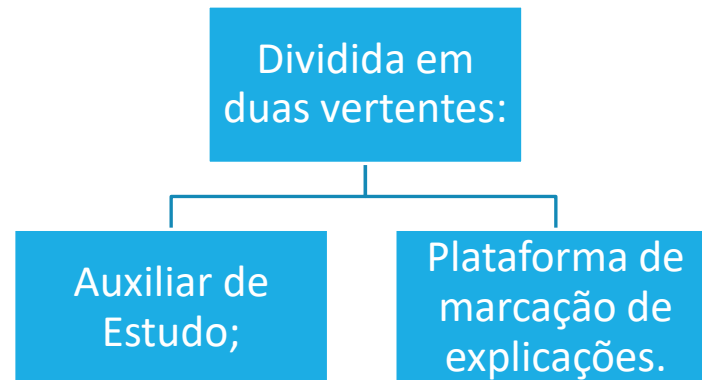 Dividida em
duas vertentes:
Auxiliar de
Estudo;
Plataforma de
marcação de
explicações.